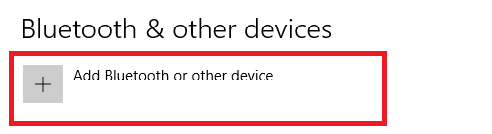 Bluetooth & other devices
Add Bluetooth or other device